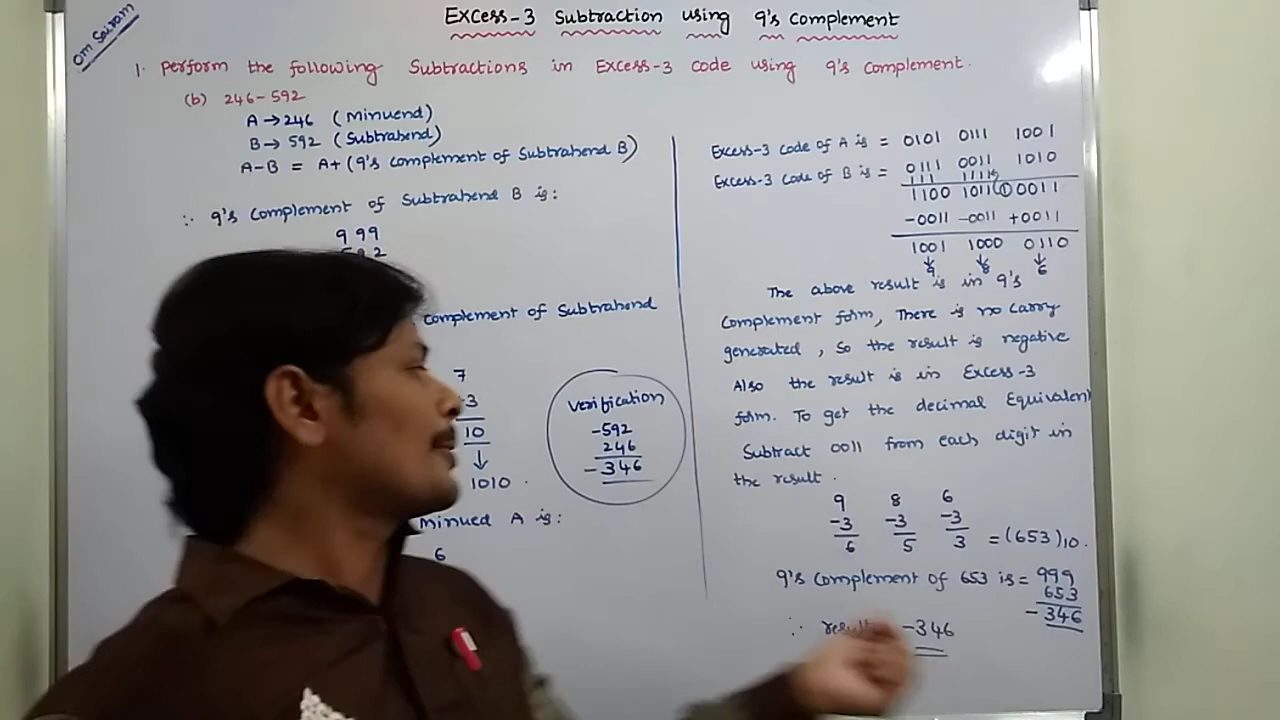 Om Sairam
Excess-3 Subtraction using 9's Complement
1. Perform the following Subtractions in Excess-3 code using 9's Complement.
(b) 246-592
A→246 (Minuend)
B→592 (Subtrahend)
A-B = A+(9's complement of Subtrahend B)
∴ 9's complement of Subtrahend B is:
999
2
complement of Subtrahend
7
3
10
↓
1010.
Minued A is:
6
Verification
-592
246
-346
Excess-3 code of A is = 0101 0111 1001
Excess-3 code of B is = 0111 0011 1010
1100 1011 ① 0011
-0011 -0011 +0011
1001 1000 0110
↓ ↓ ↓
9 8 6
The above result is in 9's
Complement form, There is no carry
generated, So the result is negative
Also the result is in Excess-3
form. To get the decimal Equivalent
Subtract 0011 from each digit in
the result.
9 8 6
-3 -3 -3
6 5 3 =(653)10.
9's complement of 653 is = 999
653
-346
∴ result -346